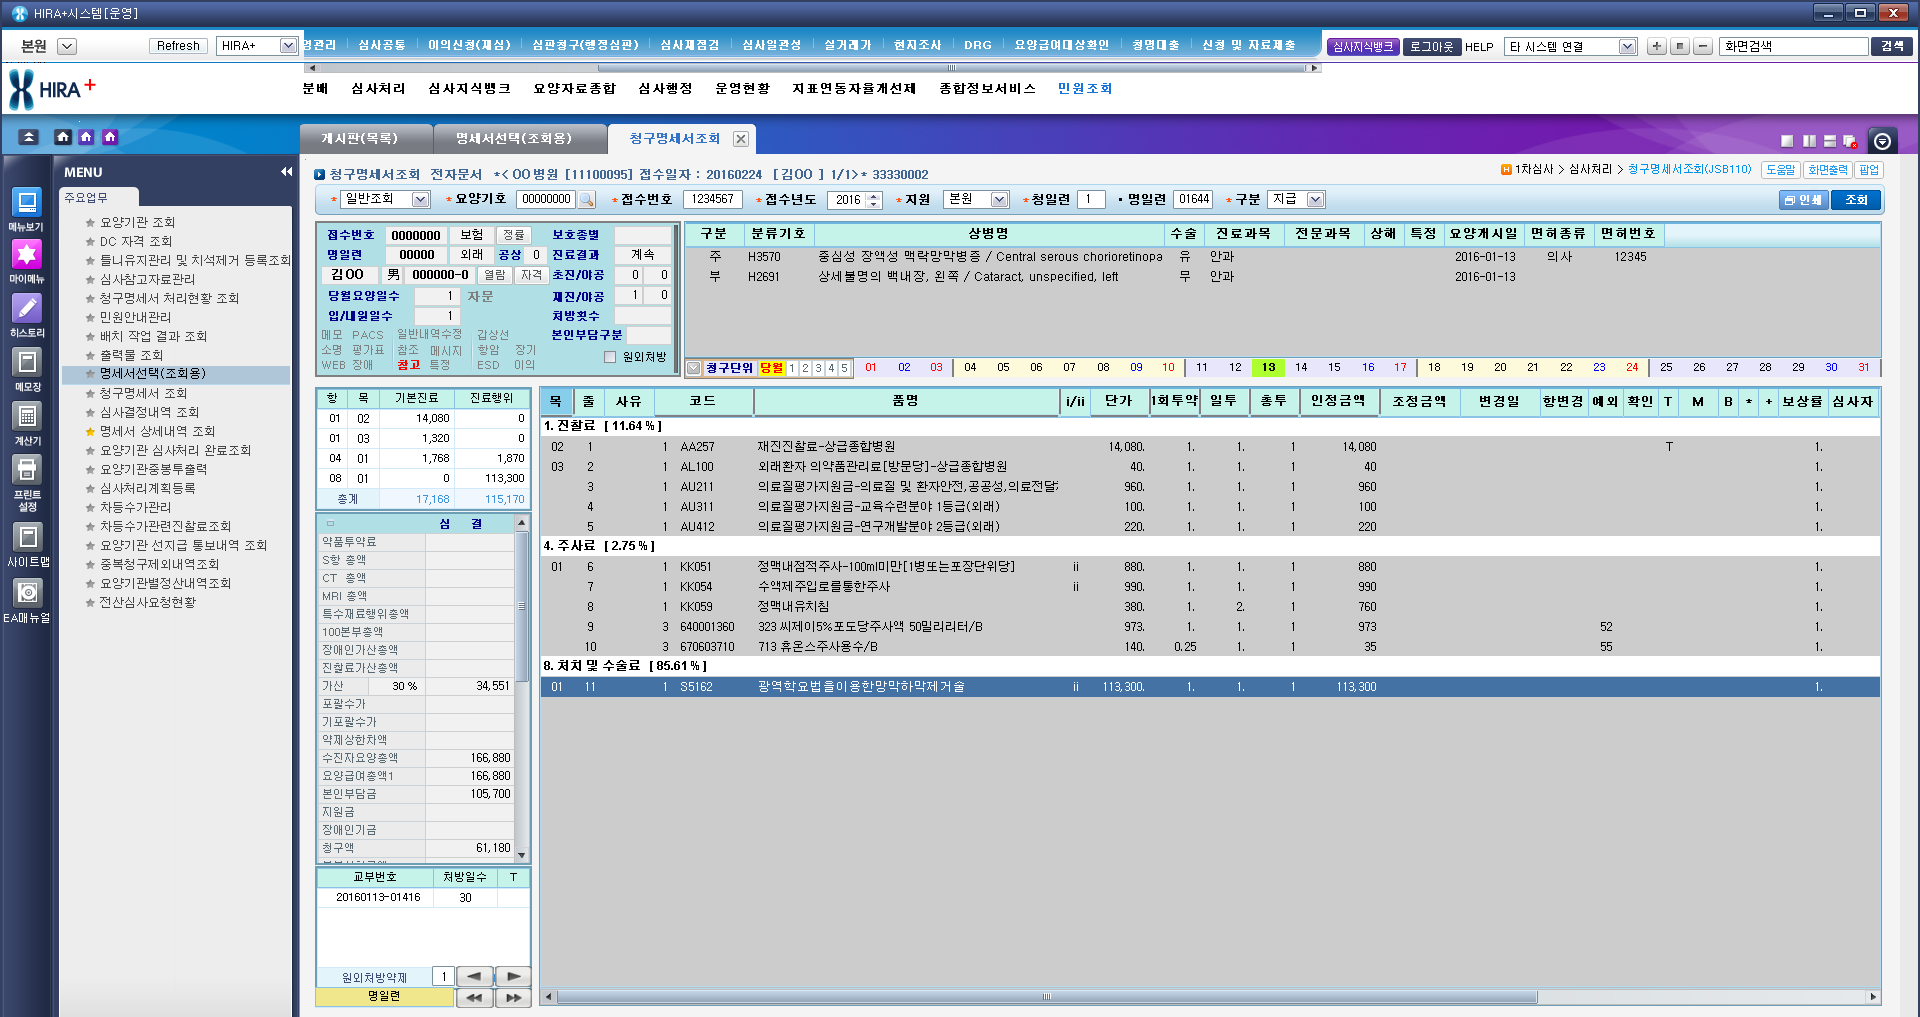 HIRA+시스템[운영]
본원 Refresh HIRA+ 영관리 심사공통 이의신청(재심) 심판청구(행정심판) 심사재점검 심사일관성 실거래가 현지조사 DRG 요양급여대상확인 청명대출 신청 및 자료제출 심사지식뱅크 로그아웃 HELP 타 시스템 연결 화면검색 검색
HIRA+ 분배 심사처리 심사지식뱅크 요양자료종합 심사행정 운영현황 지표연동자율개선제 종합정보서비스 민원조회
게시판(목록) 명세서선택(조회용) 청구명세서조회
MENU
주요업무
메뉴보기
마이메뉴
히스토리
메모장
계산기
프린트
설정
사이트맵
EA매뉴얼
요양기관 조회
DC 자격 조회
틀니유지관리 및 치석제거 등록조회
심사참고자료관리
청구명세서 처리현황 조회
민원안내관리
배치 작업 결과 조회
출력물 조회
명세서선택(조회용)
청구명세서 조회
심사결정내역 조회
명세서 상세내역 조회
요양기관 심사처리 완료조회
요양기관중봉투출력
심사처리계획등록
차등수가관리
차등수가관련진찰료조회
요양기관 선지급 통보내역 조회
중복청구제외내역조회
요양기관별정산내역조회
전산심사요청현황
청구명세서조회 전자문서 *< OO병원 [11100095] 접수일자 : 20160224 [김OO ] 1/1>* 33330002
1차심사 > 심사처리 > 청구명세서조회(JSB110) 도움말 화면출력 팝업
* 일반조회 * 요양기호 00000000 * 접수번호 1234567 * 접수년도 2016 * 지원 본원 * 청일련 1 • 명일련 01644 * 구분 지급 인쇄 조회
접수번호 0000000 보험 정률 보호종별
명일련 00000 외래 공상 0 진료결과 계속
김OO 男 000000-0 열람 자격 초진/야공 0 0
당월요양일수 1 자문 재진/야공 1 0
입/내원일수 1 처방횟수
메모 PACS 일반내역수정 갑상선 본인부담구분
소명 평가표 참조 메시지 항암 장기 원외처방
WEB 장애 참고 특정 ESD 이익
구분 분류기호 상병명 수술 진료과목 전문과목 상해 특정 요양개시일 면허종류 면허번호
주 H3570 중심성 장액성 맥락망막병증 / Central serous chorioretinopa 유 안과 2016-01-13 의사 12345
부 H2691 상세불명의 백내장, 왼쪽 / Cataract, unspecified, left 무 안과 2016-01-13
청구단위 당월 1 2 3 4 5 01 02 03 04 05 06 07 08 09 10 11 12 13 14 15 16 17 18 19 20 21 22 23 24 25 26 27 28 29 30 31
항 목 기본진료 진료행위
01 02 14,080 0
01 03 1,320 0
04 01 1,768 1,870
08 01 0 113,300
총계 17,168 115,170
심 결
약품투약료
S항 총액
CT 총액
MRI 총액
특수재료행위총액
100본부총액
장애인가산총액
진찰료가산총액
가산 30 % 34,551
포괄수가
기포괄수가
약제상한차액
수진자요양총액 166,880
요양급여총액1 166,880
본인부담금 105,700
지원금
장애인기금
청구액 61,180
교부번호 처방일수 T
20160113-01416 30
원외처방약제 1
명일련
목 줄 사유 코드 품명 i/ii 단가 1회투약 일투 총투 인정금액 조정금액 변경일 항변경 예외 확인 T M B * + 보상률 심사자
1. 진찰료 [ 11.64 % ]
02 1 1 AA257 재진진찰료-상급종합병원 14,080. 1. 1. 1 14,080 T 1.
03 2 1 AL100 외래환자 의약품관리료[방문당]-상급종합병원 40. 1. 1. 1 40 1.
3 1 AU211 의료질평가지원금-의료질 및 환자안전,공공성,의료전달 960. 1. 1. 1 960 1.
4 1 AU311 의료질평가지원금-교육수련분야 1등급(외래) 100. 1. 1. 1 100 1.
5 1 AU412 의료질평가지원금-연구개발분야 2등급(외래) 220. 1. 1. 1 220 1.
4. 주사료 [ 2.75 % ]
01 6 1 KK051 정맥내점적주사-100ml미만[1병또는포장단위당] ii 880. 1. 1. 1 880 1.
7 1 KK054 수액제주입로를통한주사 ii 990. 1. 1. 1 990 1.
8 1 KK059 정맥내유치침 380. 1. 2. 1 760 1.
9 3 640001360 323 씨제이5%포도당주사액 50밀리리터/B 973. 1. 1. 1 973 52 1.
10 3 670603710 713 휴온스주사용수/B 140. 0.25 1. 1 35 55 1.
8. 처치 및 수술료 [ 85.61 % ]
01 11 1 S5162 광역학요법을이용한망막하막제거술 ii 113,300. 1. 1. 1 113,300 1.